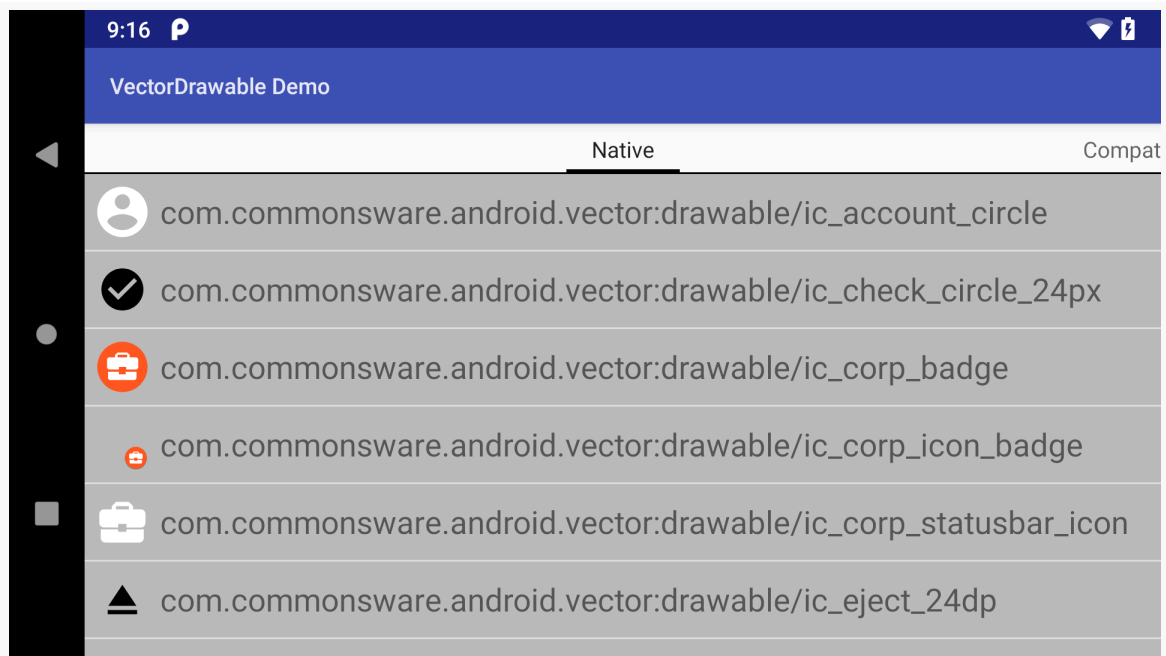 9:16
VectorDrawable Demo
Native Compat
com.commonsware.android.vector:drawable/ic_account_circle
com.commonsware.android.vector:drawable/ic_check_circle_24px
com.commonsware.android.vector:drawable/ic_corp_badge
com.commonsware.android.vector:drawable/ic_corp_icon_badge
com.commonsware.android.vector:drawable/ic_corp_statusbar_icon
com.commonsware.android.vector:drawable/ic_eject_24dp